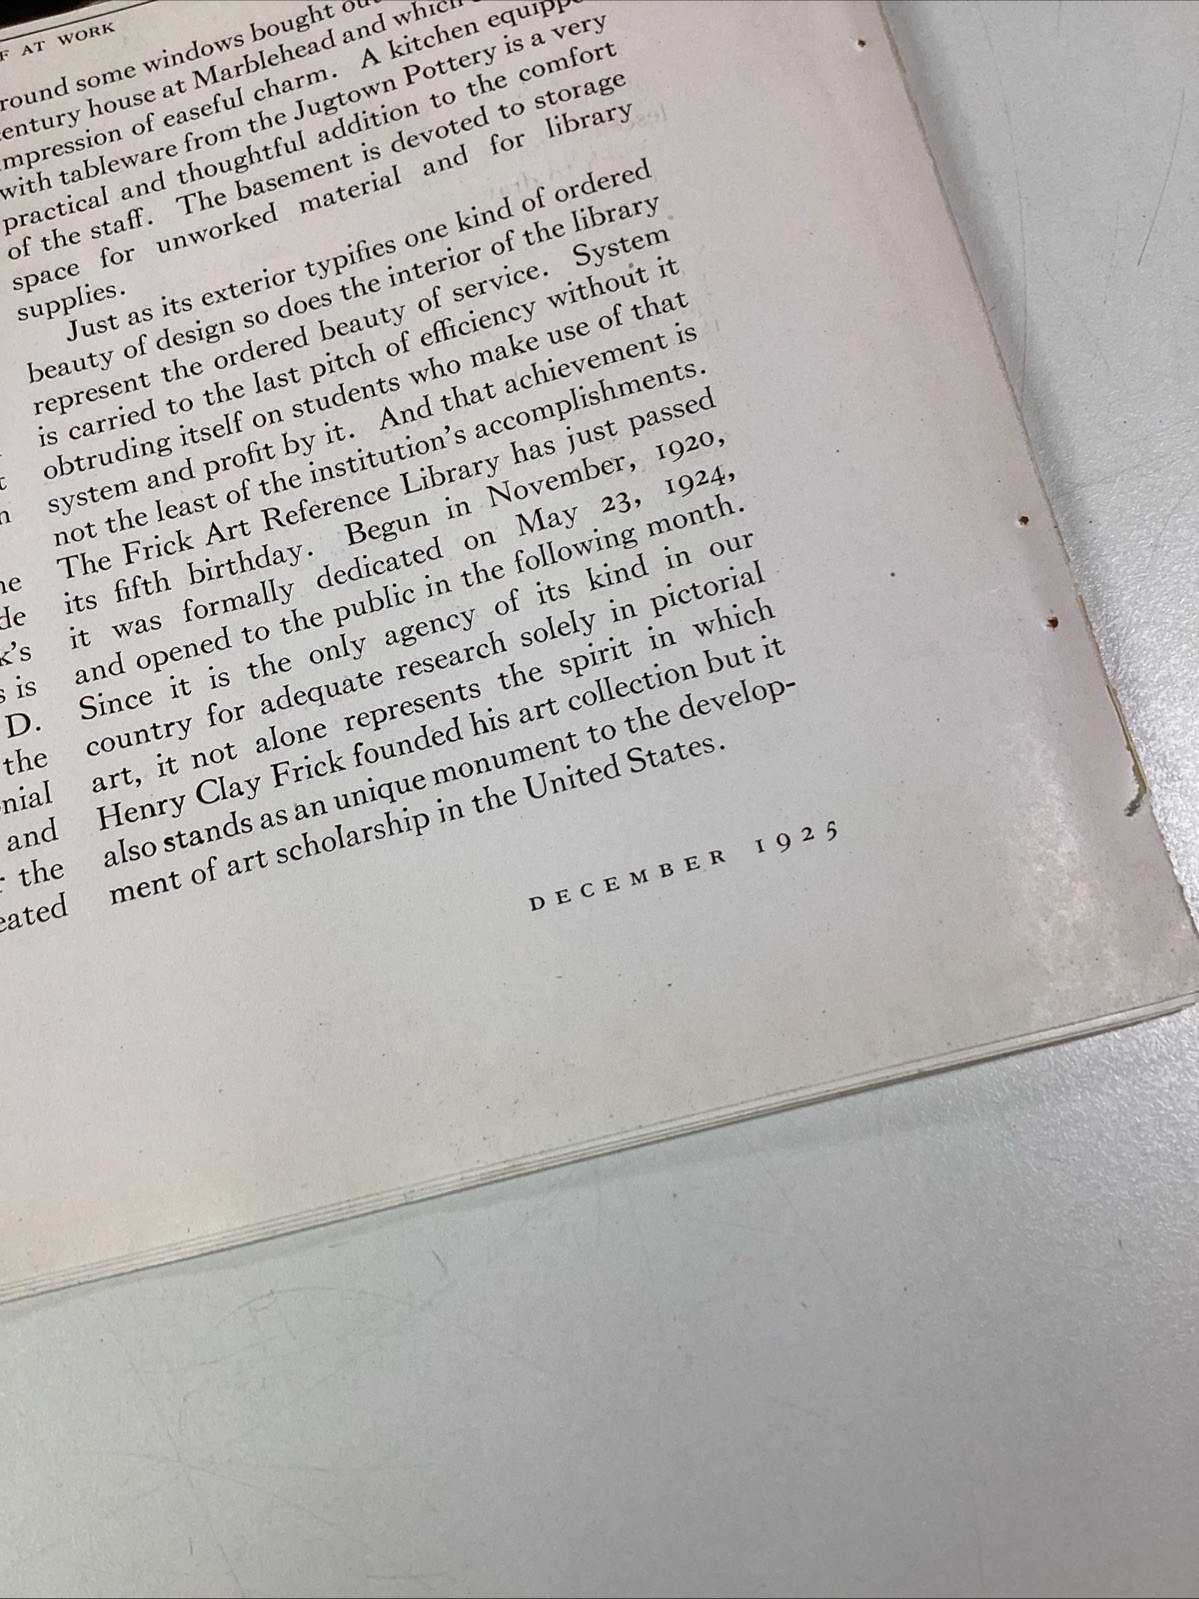 F AT WORK
round some windows bought
century house at Marblehead and which
impression of easeful charm. A kitchen
with tableware from the Jugtown Pottery is a very
practical and thoughtful addition to the comfort
of the staff. The basement is devoted to storage
space for unworked material and for library
supplies.
Just as its exterior typifies one kind of ordered
beauty of design so does the interior of the library
represent the ordered beauty of service. System
is carried to the last pitch of efficiency without it
obtruding itself on students who make use of that
system and profit by it. And that achievement is
not the least of the institution's accomplishments.
The Frick Art Reference Library has just passed
its fifth birthday. Begun in November, 1920,
it was formally dedicated on May 23, 1924,
and opened to the public in the following month.
Since it is the only agency of its kind in our
country for adequate research solely in pictorial
art, it not alone represents the spirit in which
Henry Clay Frick founded his art collection but it
also stands as an unique monument to the develop-
ment of art scholarship in the United States.
DECEMBER 1925
t
n
ne
de
k's
s is
D.
the
nial
and
r the
eated